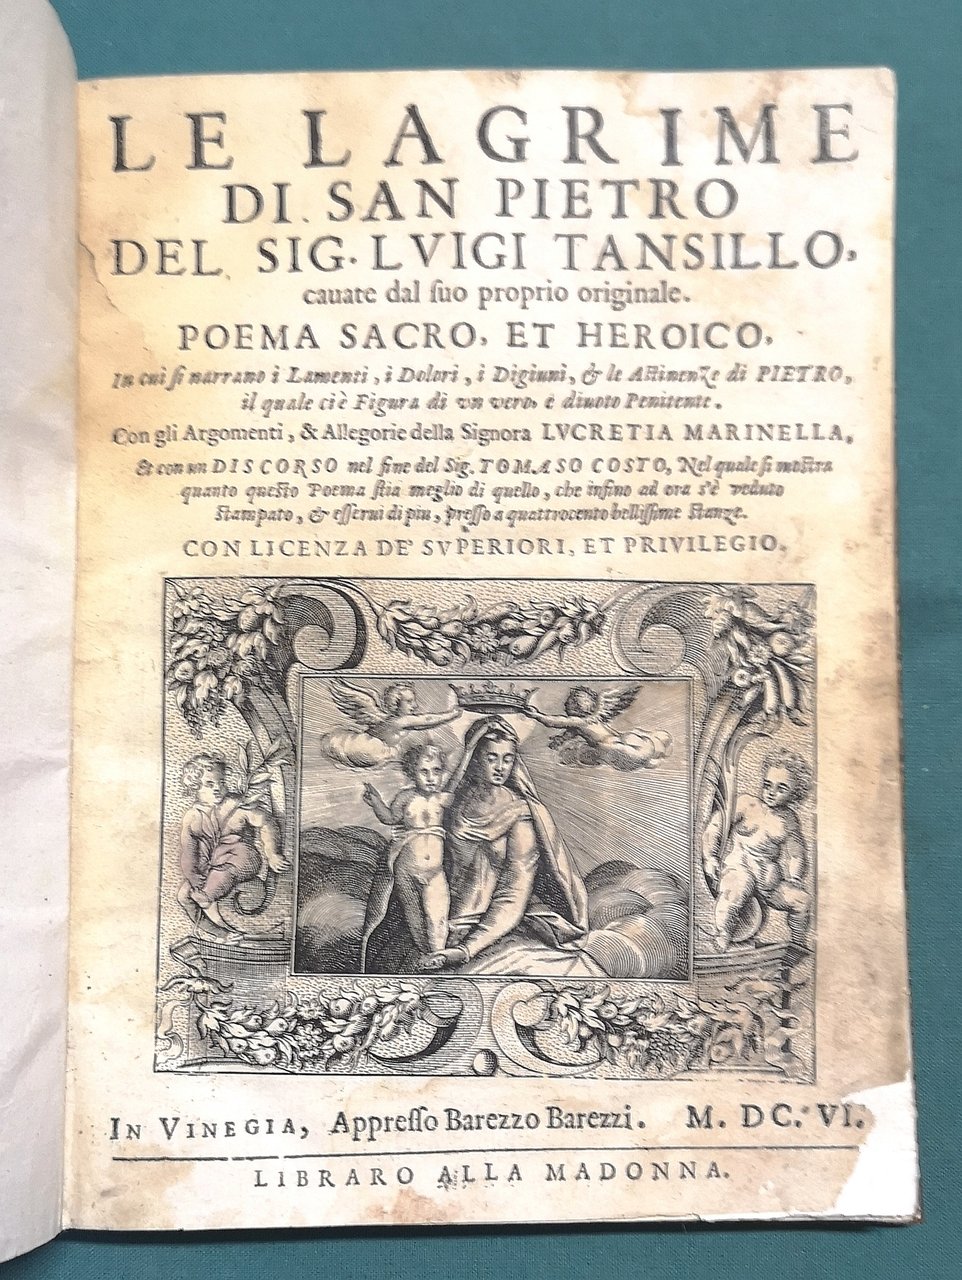 LE LAGRIME
DI SAN PIETRO
DEL SIG. LVIGI TANSILLO,
cauate dal ſuo proprio originale.
POEMA SACRO, ET HEROICO,
In cui ſi narrano i Lamenti, i Dolori, i Digiuni, & le Aſtinenze di PIETRO,
il quale ci è Figura di vn vero, e diuoto Penitente.
Con gli Argomenti, & Allegorie della Signora LVCRETIA MARINELLA,
& con un DISCORSO nel fine del Sig. TOMASO COSTO, Nel quale ſi moſtra
quanto queſto Poema ſtia meglio di quello, che infino ad ora s'è veduto
ſtampato, & eſſerui di piu, preſſo a quattrocento belliſſime Stanze.
CON LICENZA DE' SVPERIORI, ET PRIVILEGIO.
IN VINEGIA, Appreſſo Barezzo Barezzi. M. DC. VI.
LIBRARO ALLA MADONNA.